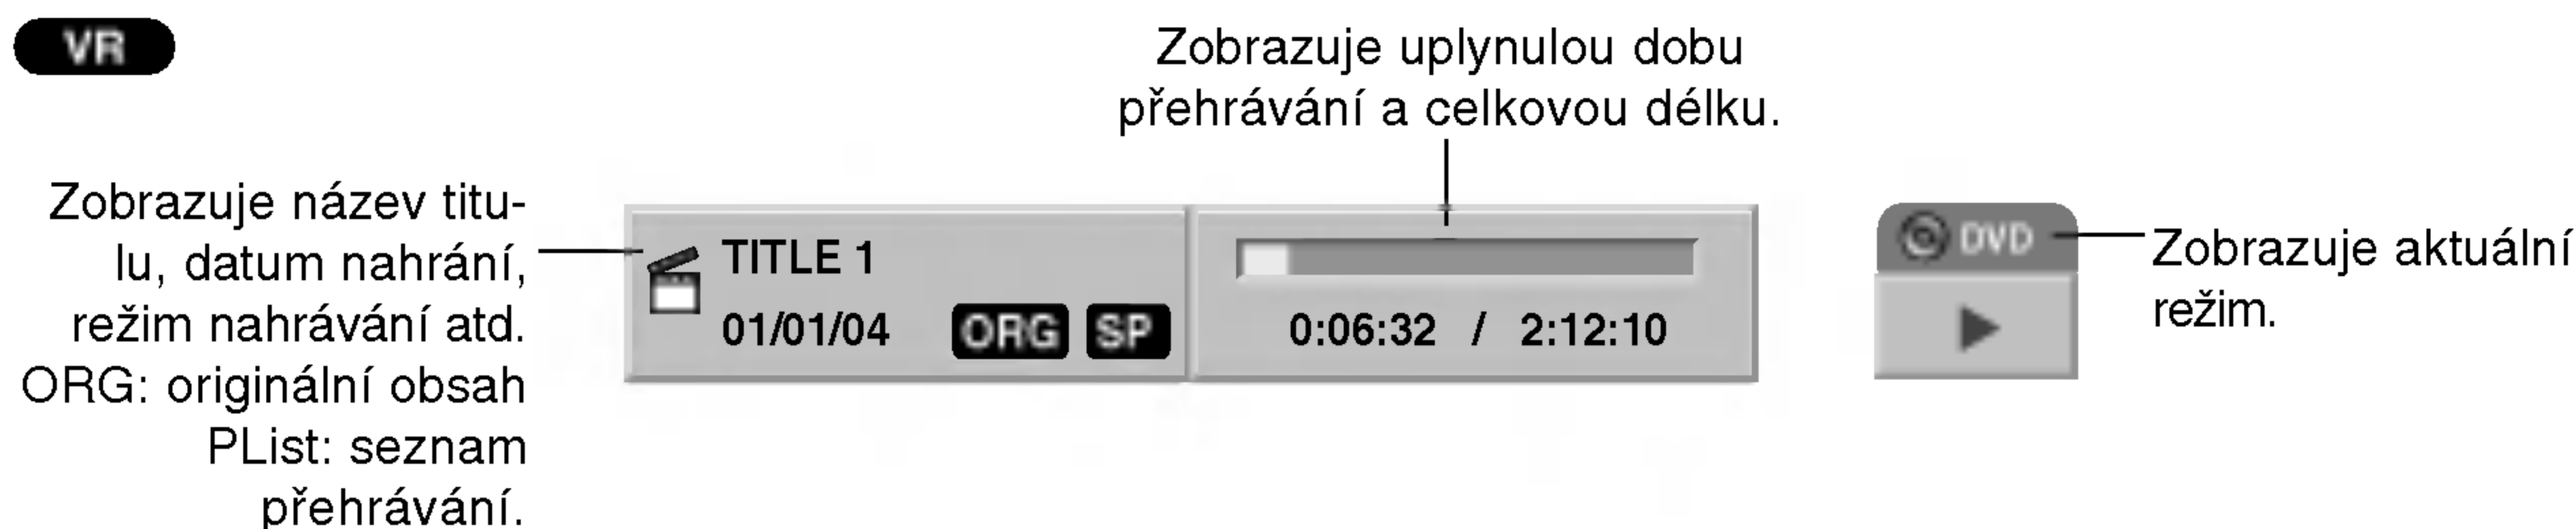 VR
Zobrazuje uplynulou dobu
přehrávání a celkovou délku.
Zobrazuje název titu-
lu, datum nahrání,
režim nahrávání atd.
ORG: originální obsah
PList: seznam
přehrávání.
TITLE 1
01/01/04 ORG SP
0:06:32 / 2:12:10
DVD
Zobrazuje aktuální
režim.